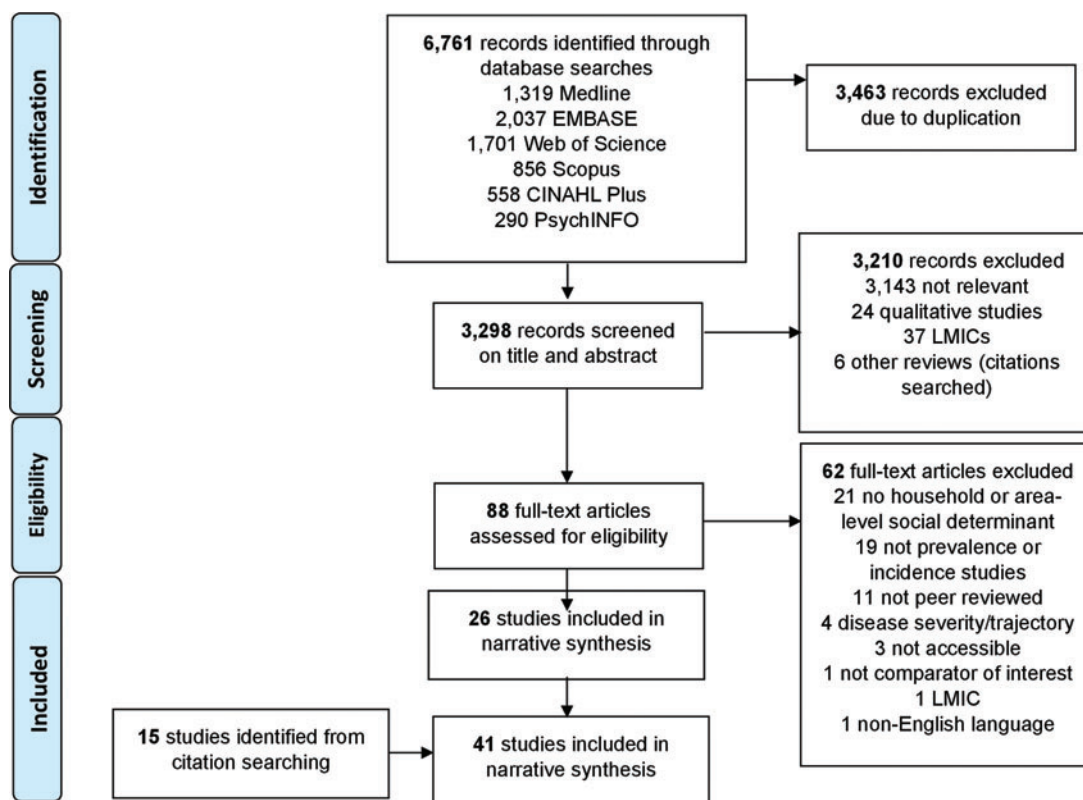 Identification
6,761 records identified through
database searches
1,319 Medline
2,037 EMBASE
1,701 Web of Science
856 Scopus
558 CINAHL Plus
290 PsychINFO
3,463 records excluded
due to duplication
Screening
3,298 records screened
on title and abstract
3,210 records excluded
3,143 not relevant
24 qualitative studies
37 LMICs
6 other reviews (citations
searched)
Eligibility
88 full-text articles
assessed for eligibility
62 full-text articles excluded
21 no household or area-
level social determinant
19 not prevalence or
incidence studies
11 not peer reviewed
4 disease severity/trajectory
3 not accessible
1 not comparator of interest
1 LMIC
1 non-English language
Included
26 studies included in
narrative synthesis
15 studies identified from
citation searching
41 studies included in
narrative synthesis